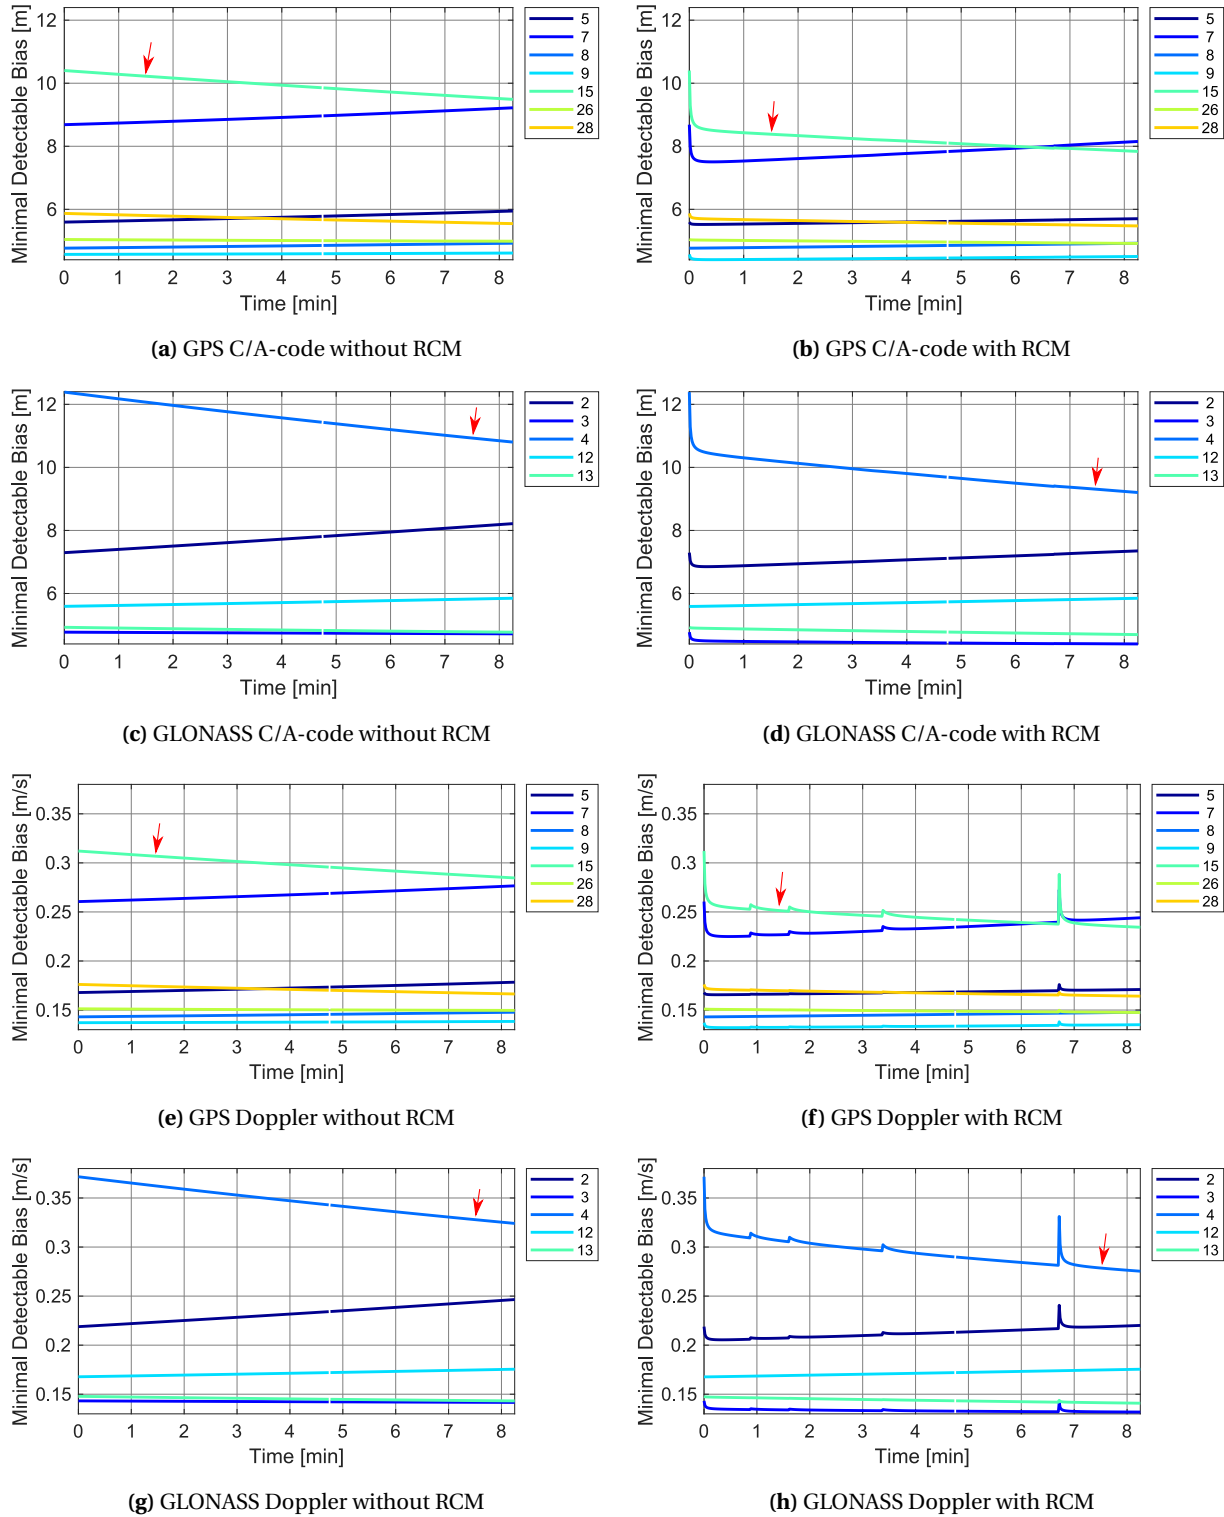 Minimal Detectable Bias [m]
12
10
8
6
0 1 2 3 4 5 6 7 8
Time [min]
5
7
8
9
15
26
28
(a) GPS C/A-code without RCM
Minimal Detectable Bias [m]
12
10
8
6
0 1 2 3 4 5 6 7 8
Time [min]
5
7
8
9
15
26
28
(b) GPS C/A-code with RCM
Minimal Detectable Bias [m]
12
10
8
6
0 1 2 3 4 5 6 7 8
Time [min]
2
3
4
12
13
(c) GLONASS C/A-code without RCM
Minimal Detectable Bias [m]
12
10
8
6
0 1 2 3 4 5 6 7 8
Time [min]
2
3
4
12
13
(d) GLONASS C/A-code with RCM
Minimal Detectable Bias [m/s]
0.35
0.3
0.25
0.2
0.15
0 1 2 3 4 5 6 7 8
Time [min]
5
7
8
9
15
26
28
(e) GPS Doppler without RCM
Minimal Detectable Bias [m/s]
0.35
0.3
0.25
0.2
0.15
0 1 2 3 4 5 6 7 8
Time [min]
5
7
8
9
15
26
28
(f) GPS Doppler with RCM
Minimal Detectable Bias [m/s]
0.35
0.3
0.25
0.2
0.15
0 1 2 3 4 5 6 7 8
Time [min]
2
3
4
12
13
(g) GLONASS Doppler without RCM
Minimal Detectable Bias [m/s]
0.35
0.3
0.25
0.2
0.15
0 1 2 3 4 5 6 7 8
Time [min]
2
3
4
12
13
(h) GLONASS Doppler with RCM